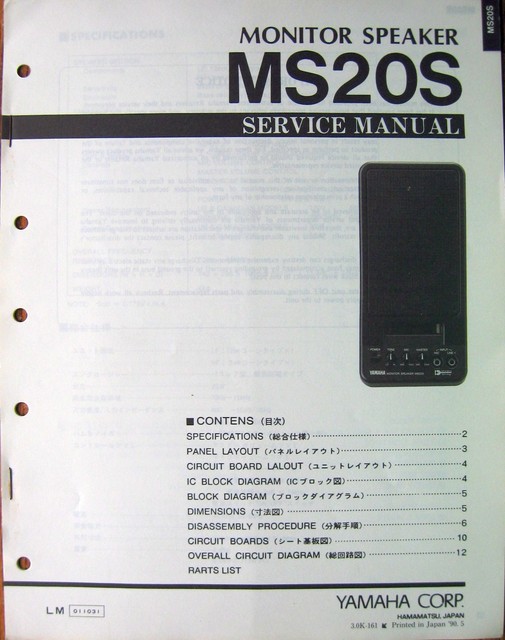 MS20S
MONITOR SPEAKER
MS20S
SERVICE MANUAL
YAMAHA
■ CONTENS (目次)
SPECIFICATIONS (総合仕様) 2
PANEL LAYOUT (パネルレイアウト) 3
CIRCUIT BOARD LALOUT (ユニットレイアウト) 4
IC BLOCK DIAGRAM (ICブロック図) 4
BLOCK DIAGRAM (ブロックダイアグラム) 5
DIMENSIONS (寸法図) 5
DISASSEMBLY PROCEDURE (分解手順) 6
CIRCUIT BOARDS (シート基板図) 10
OVERALL CIRCUIT DIAGRAM (総回路図) 12
RARTS LIST
LM 011031
YAMAHA CORP.
HAMAMATSU, JAPAN
3.0K-161 Printed in Japan '90. 5